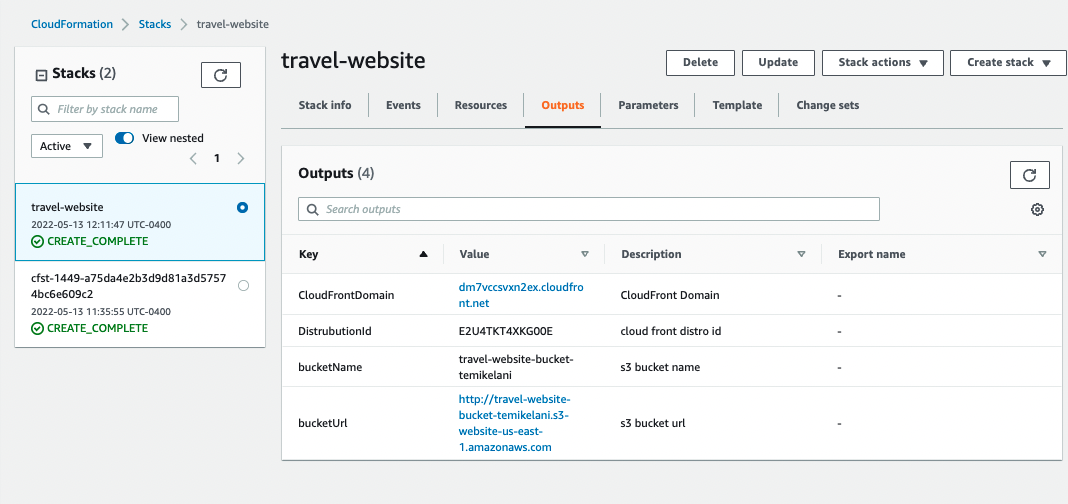 CloudFormation > Stacks > travel-website
Stacks (2)
Filter by stack name
Active
View nested
1
travel-website
2022-05-13 12:11:47 UTC-0400
CREATE_COMPLETE
cfst-1449-a75da4e2b3d9d81a3d5757
4bc6e609c2
2022-05-13 11:35:55 UTC-0400
CREATE_COMPLETE
travel-website
Delete Update Stack actions Create stack
Stack info Events Resources Outputs Parameters Template Change sets
Outputs (4)
Search outputs
Key Value Description Export name
CloudFrontDomain dm7vccsvxn2ex.cloudfro CloudFront Domain -
nt.net
DistrubutionId E2U4TKT4XKG00E cloud front distro id -
bucketName travel-website-bucket- s3 bucket name -
temikelani
bucketUrl http://travel-website- s3 bucket url -
bucket-temikelani.s3-
website-us-east-
1.amazonaws.com